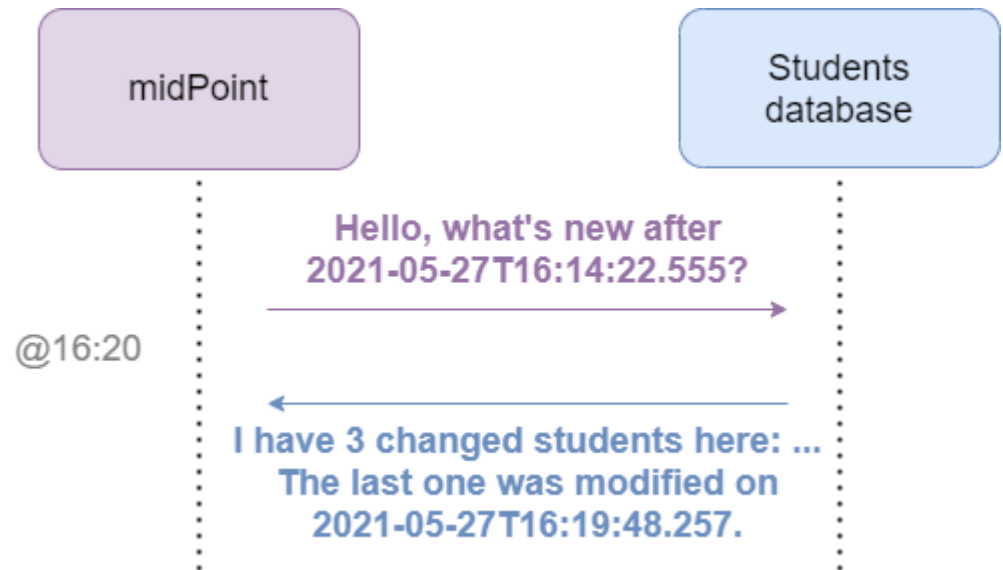 midPoint
Students
database
Hello, what's new after
2021-05-27T16:14:22.555?
@16:20
I have 3 changed students here: ...
The last one was modified on
2021-05-27T16:19:48.257.